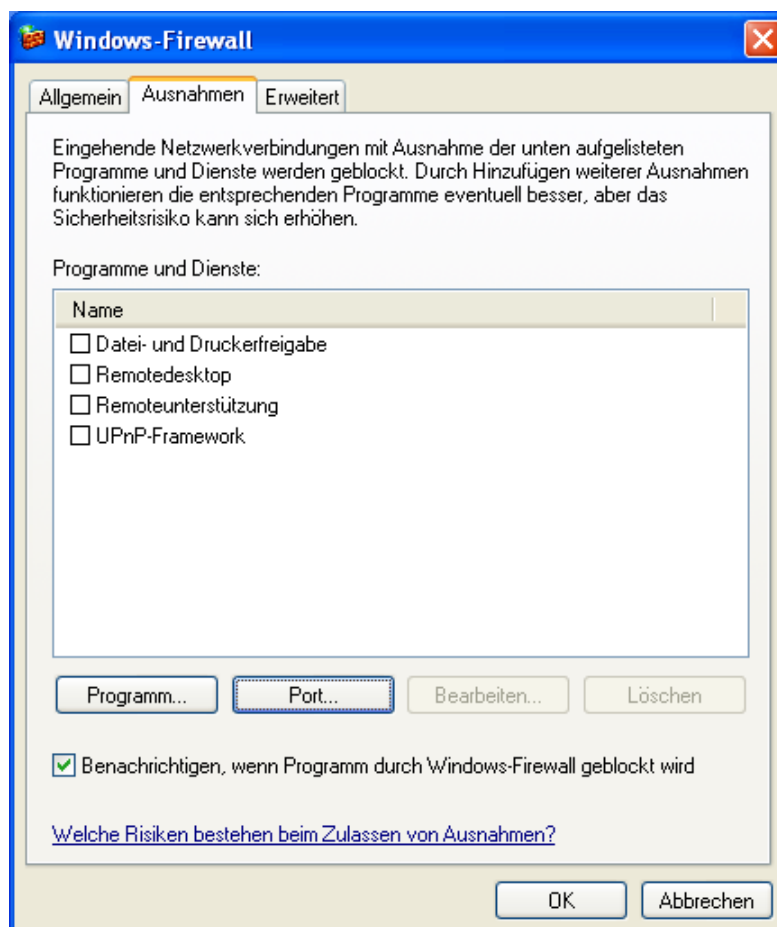 Windows-Firewall
Allgemein Ausnahmen Erweitert
Eingehende Netzwerkverbindungen mit Ausnahme der unten aufgelisteten
Programme und Dienste werden geblockt. Durch Hinzufügen weiterer Ausnahmen
funktionieren die entsprechenden Programme eventuell besser, aber das
Sicherheitsrisiko kann sich erhöhen.
Programme und Dienste:
Name
Datei- und Druckerfreigabe
Remotedesktop
Remoteunterstützung
UPnP-Framework
Programm... Port... Bearbeiten... Löschen
Benachrichtigen, wenn Programm durch Windows-Firewall geblockt wird
Welche Risiken bestehen beim Zulassen von Ausnahmen?
OK Abbrechen